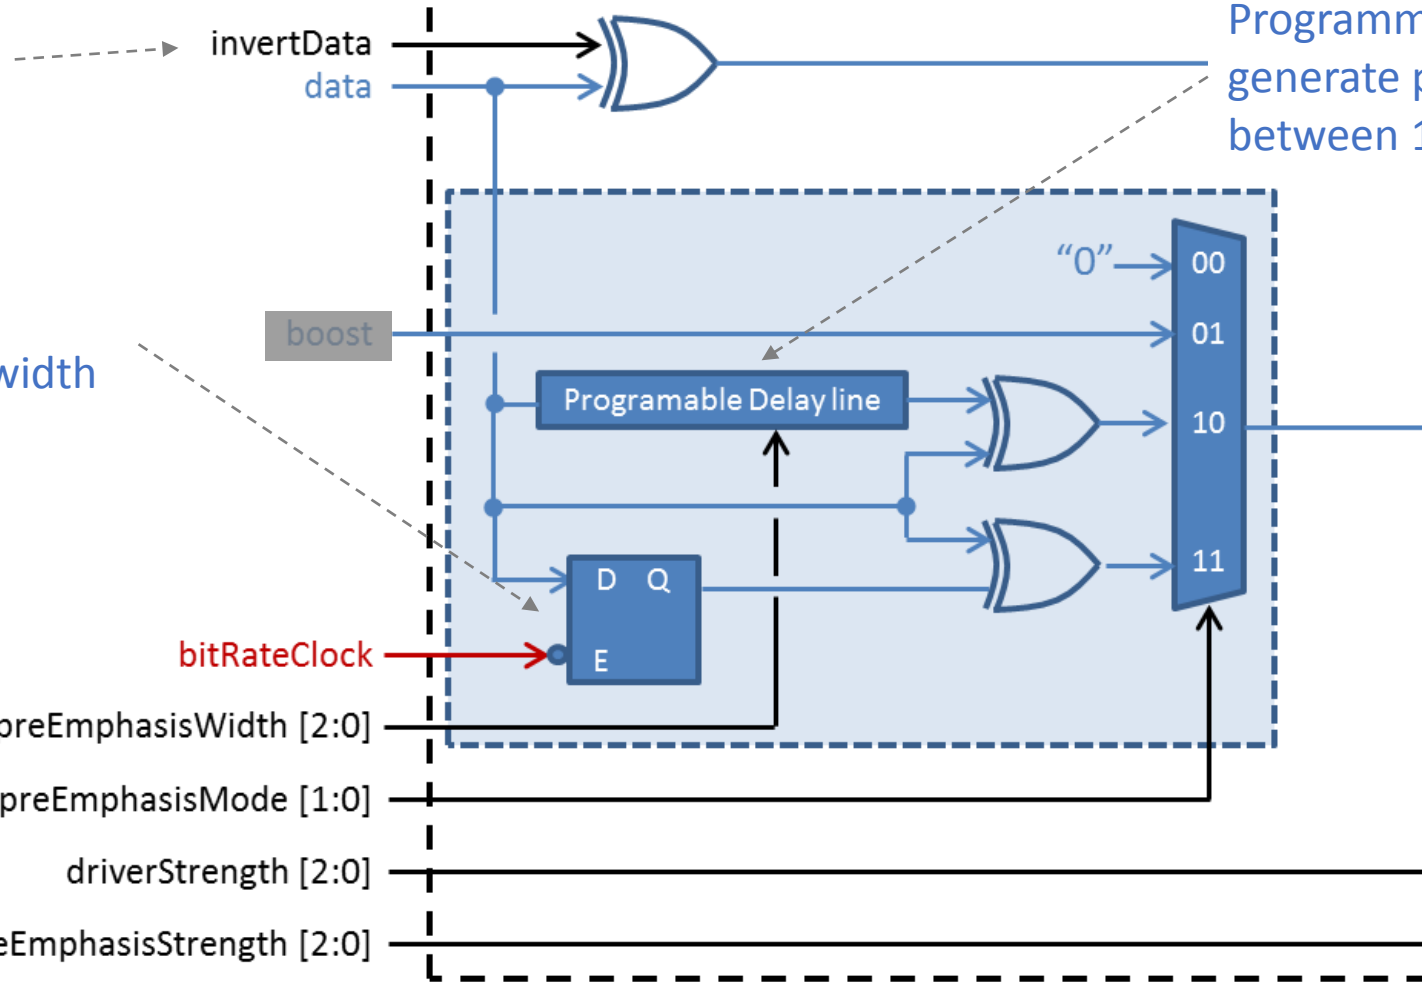 invertData
data
Programm
generate p
between 1
"0"
00
boost
01
width
Programable Delay line
10
D Q
11
bitRateClock
E
preEmphasisWidth [2:0]
preEmphasisMode [1:0]
driverStrength [2:0]
eEmphasisStrength [2:0]